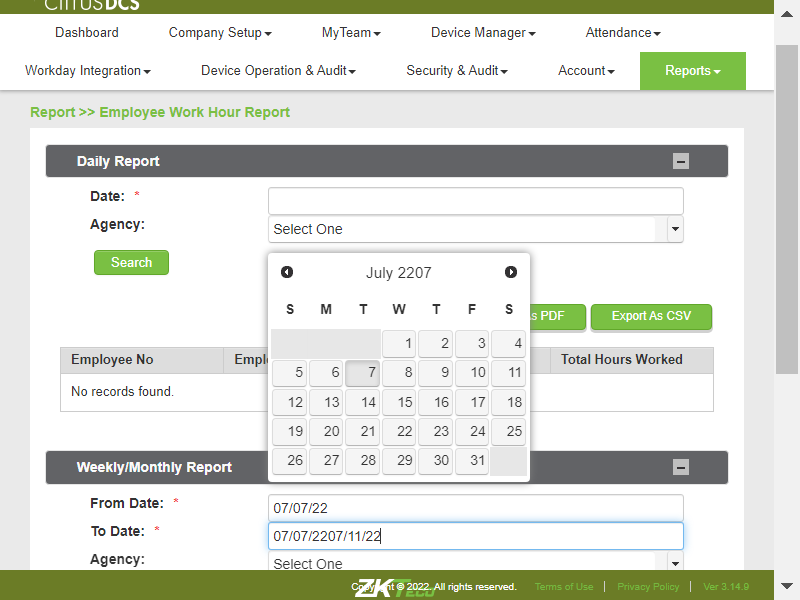 CITTUSDCS
Dashboard Company Setup MyTeam Device Manager Attendance
Workday Integration Device Operation & Audit Security & Audit Account Reports
Report >> Employee Work Hour Report
Daily Report
Date: *
Agency: Select One
Search
July 2207
S M T W T F S
s PDF Export As CSV
1 2 3 4
Employee No Empl Total Hours Worked
5 6 7 8 9 10 11
No records found.
12 13 14 15 16 17 18
19 20 21 22 23 24 25
26 27 28 29 30 31
Weekly/Monthly Report
From Date: * 07/07/22
To Date: * 07/07/2207/11/22
Agency: Select One
Copyright © 2022. All rights reserved. Terms of Use | Privacy Policy | Ver 3.14.9
ZKTeco